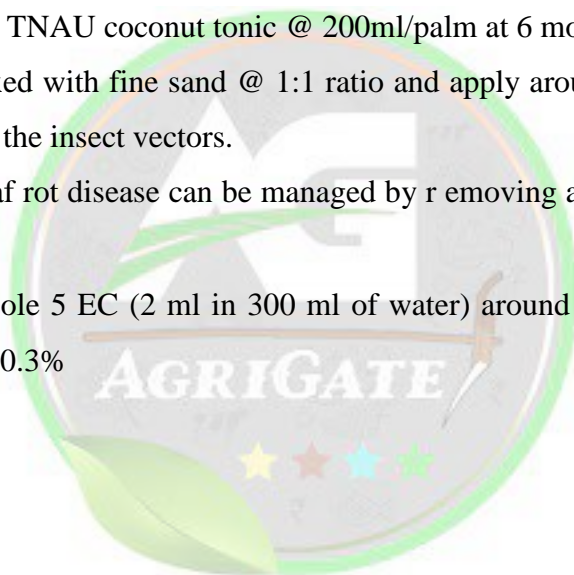 TNAU coconut tonic @ 200ml/palm at 6 mo
ked with fine sand @ 1:1 ratio and apply arou
the insect vectors.
af rot disease can be managed by r emoving a
ole 5 EC (2 ml in 300 ml of water) around
0.3%
AGRIGATE